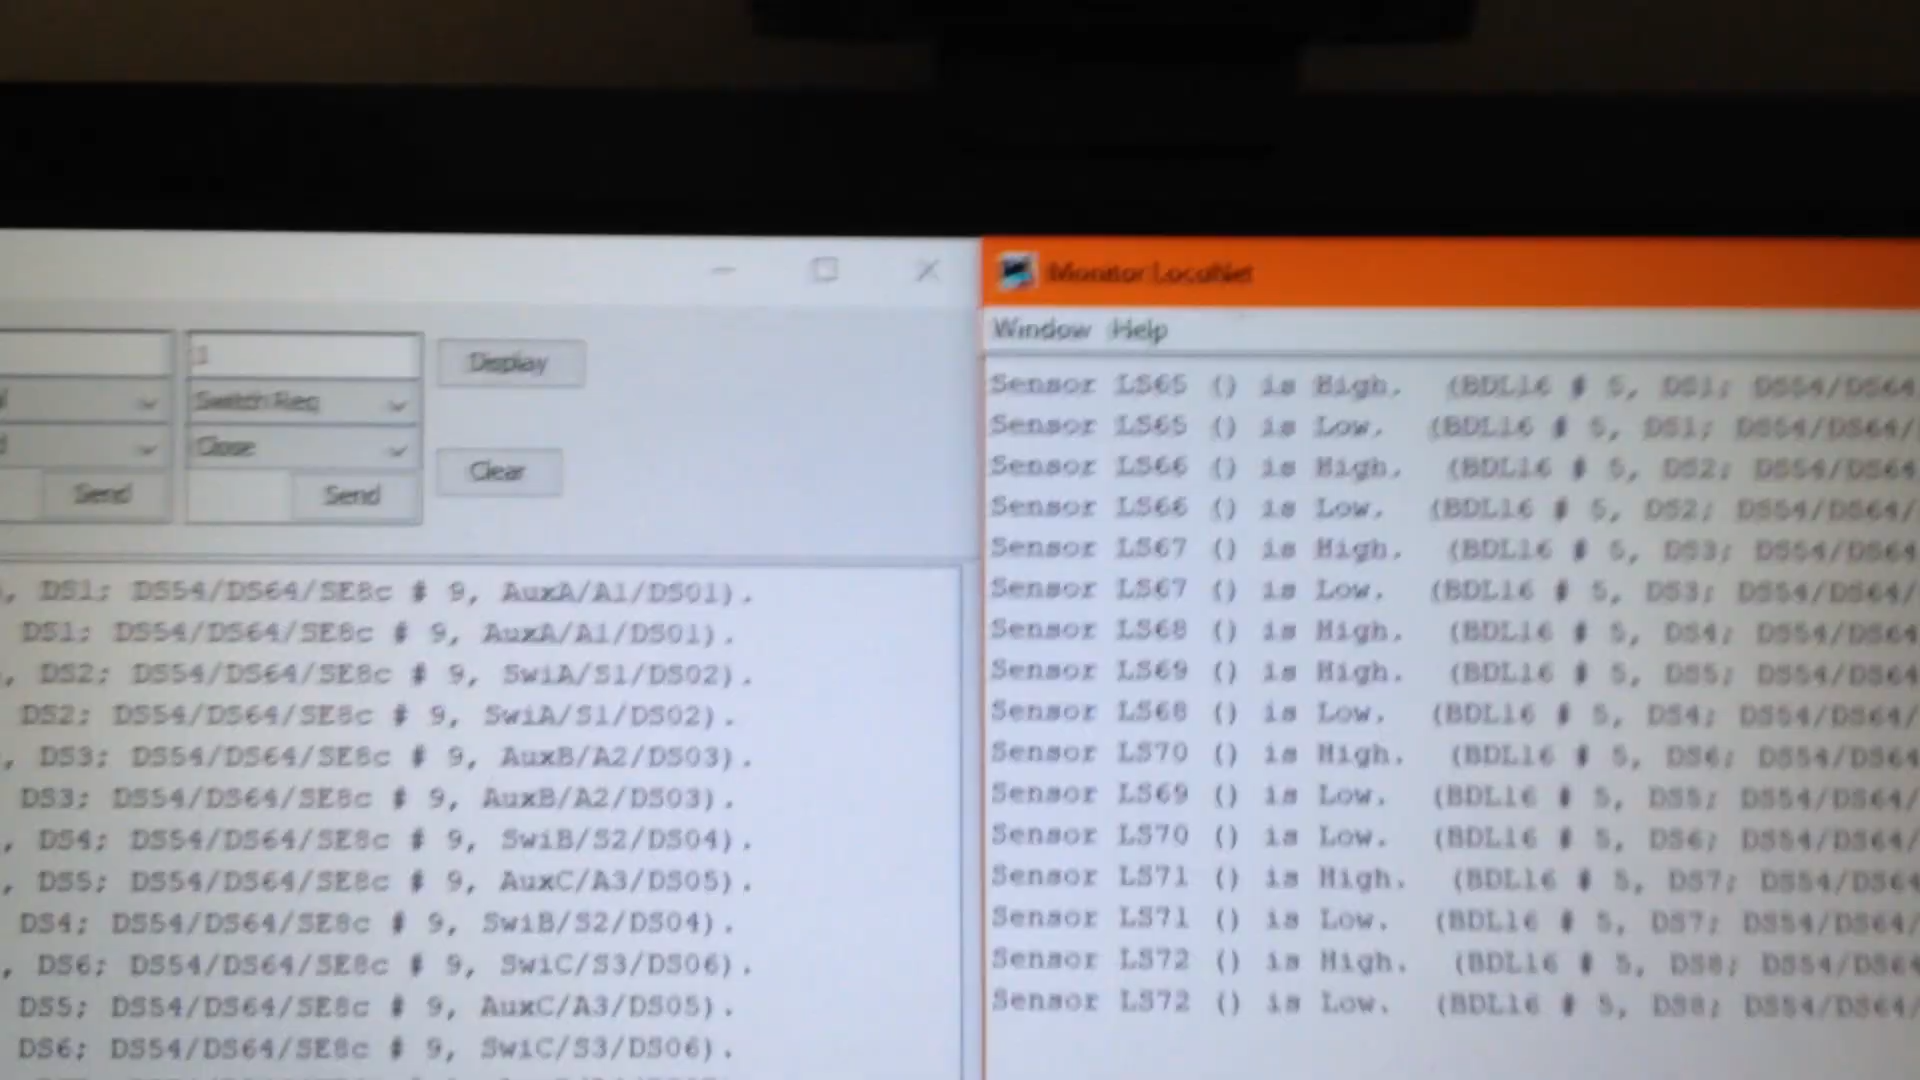 1
Display
Switch Req
Close
Clear
Send
Send
, DS1; DS54/DS64/SE8c # 9, AuxA/A1/DS01).
DS1; DS54/DS64/SE8c # 9, AuxA/A1/DS01).
, DS2; DS54/DS64/SE8c # 9, SwiA/S1/DS02).
DS2; DS54/DS64/SE8c # 9, SwiA/S1/DS02).
, DS3; DS54/DS64/SE8c # 9, AuxB/A2/DS03).
DS3; DS54/DS64/SE8c # 9, AuxB/A2/DS03).
, DS4; DS54/DS64/SE8c # 9, SwiB/S2/DS04).
, DS5; DS54/DS64/SE8c # 9, AuxC/A3/DS05).
DS4; DS54/DS64/SE8c # 9, SwiB/S2/DS04).
, DS6; DS54/DS64/SE8c # 9, SwiC/S3/DS06).
DS5; DS54/DS64/SE8c # 9, AuxC/A3/DS05).
DS6; DS54/DS64/SE8c # 9, SwiC/S3/DS06).
Monitor LocoNet
Window Help
Sensor LS65 () is High. (BDL16 # 5, DS1; DS54/DS64
Sensor LS65 () is Low. (BDL16 # 5, DS1; DS54/DS64/
Sensor LS66 () is High. (BDL16 # 5, DS2; DS54/DS64
Sensor LS66 () is Low. (BDL16 # 5, DS2; DS54/DS64/
Sensor LS67 () is High. (BDL16 # 5, DS3; DS54/DS64
Sensor LS67 () is Low. (BDL16 # 5, DS3; DS54/DS64/
Sensor LS68 () is High. (BDL16 # 5, DS4; DS54/DS64
Sensor LS69 () is High. (BDL16 # 5, DS5; DS54/DS64
Sensor LS68 () is Low. (BDL16 # 5, DS4; DS54/DS64/
Sensor LS70 () is High. (BDL16 # 5, DS6; DS54/DS64
Sensor LS69 () is Low. (BDL16 # 5, DS5; DS54/DS64/
Sensor LS70 () is Low. (BDL16 # 5, DS6; DS54/DS64/
Sensor LS71 () is High. (BDL16 # 5, DS7; DS54/DS64
Sensor LS71 () is Low. (BDL16 # 5, DS7; DS54/DS64/
Sensor LS72 () is High. (BDL16 # 5, DS8; DS54/DS64
Sensor LS72 () is Low. (BDL16 # 5, DS8; DS54/DS64/